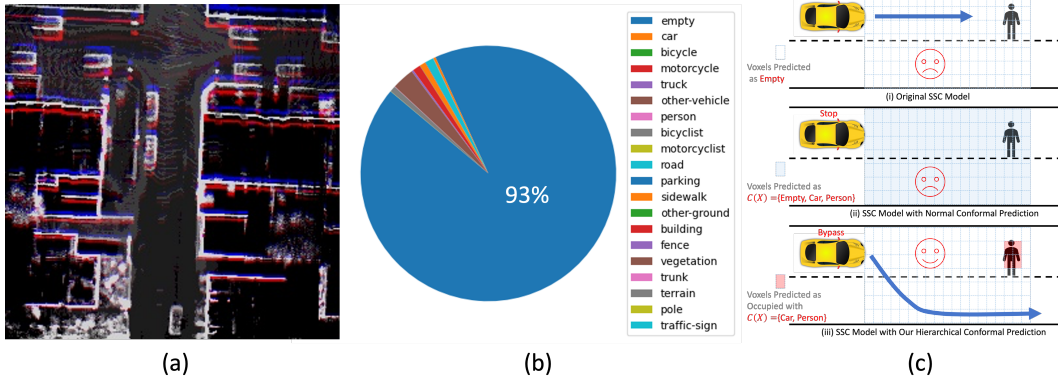 empty
car
bicycle
motorcycle
truck
other-vehicle
person
bicyclist
motorcyclist
road
parking
sidewalk
other-ground
building
fence
vegetation
trunk
terrain
pole
traffic-sign
93%
Voxels Predicted
as Empty
(i) Original SSC Model
Stop
Voxels Predicted as
C(X) ={Empty, Car, Person}
(ii) SSC Model with Normal Conformal Prediction
Bypass
Voxels Predicted as
Occupied with
C(X) ={Car, Person}
(iii) SSC Model with Our Hierarchical Conformal Prediction
(a)
(b)
(c)